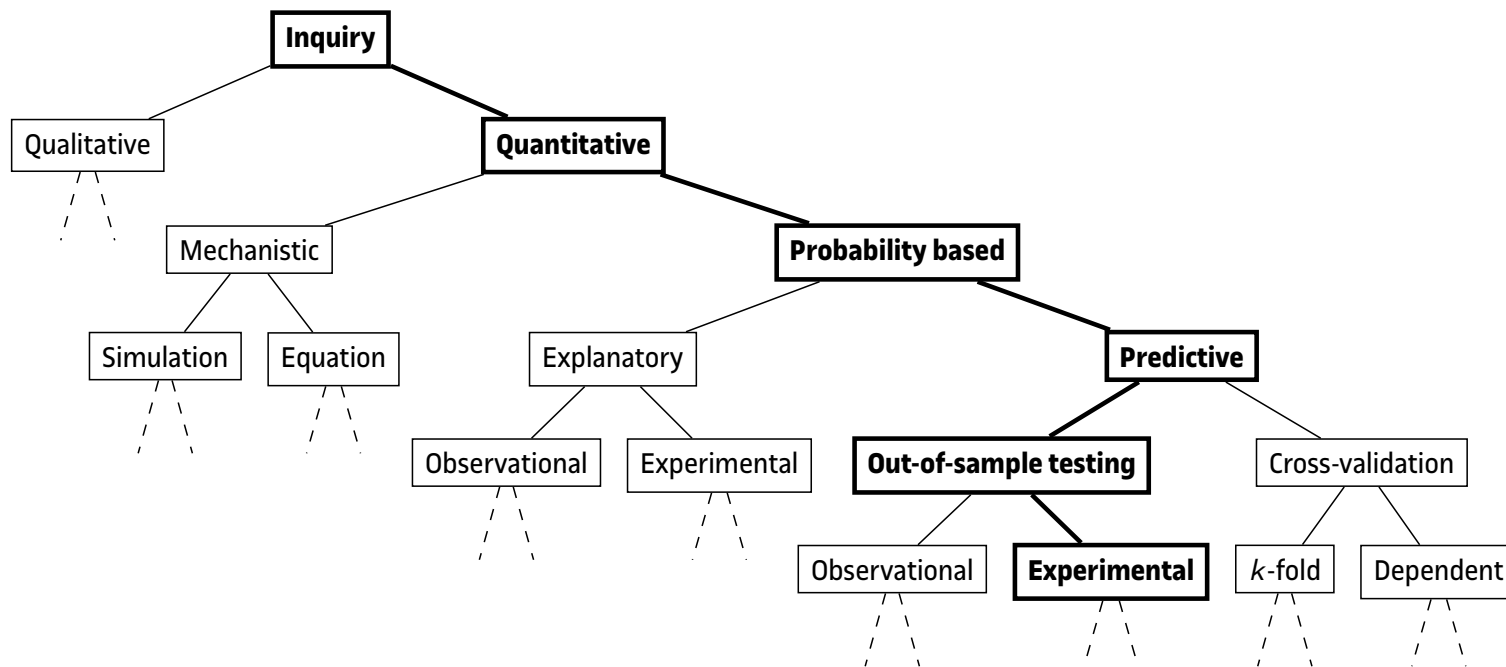 Inquiry
Qualitative
Quantitative
Mechanistic
Probability based
Simulation
Equation
Explanatory
Predictive
Observational
Experimental
Out-of-sample testing
Cross-validation
Observational
Experimental
k-fold
Dependent